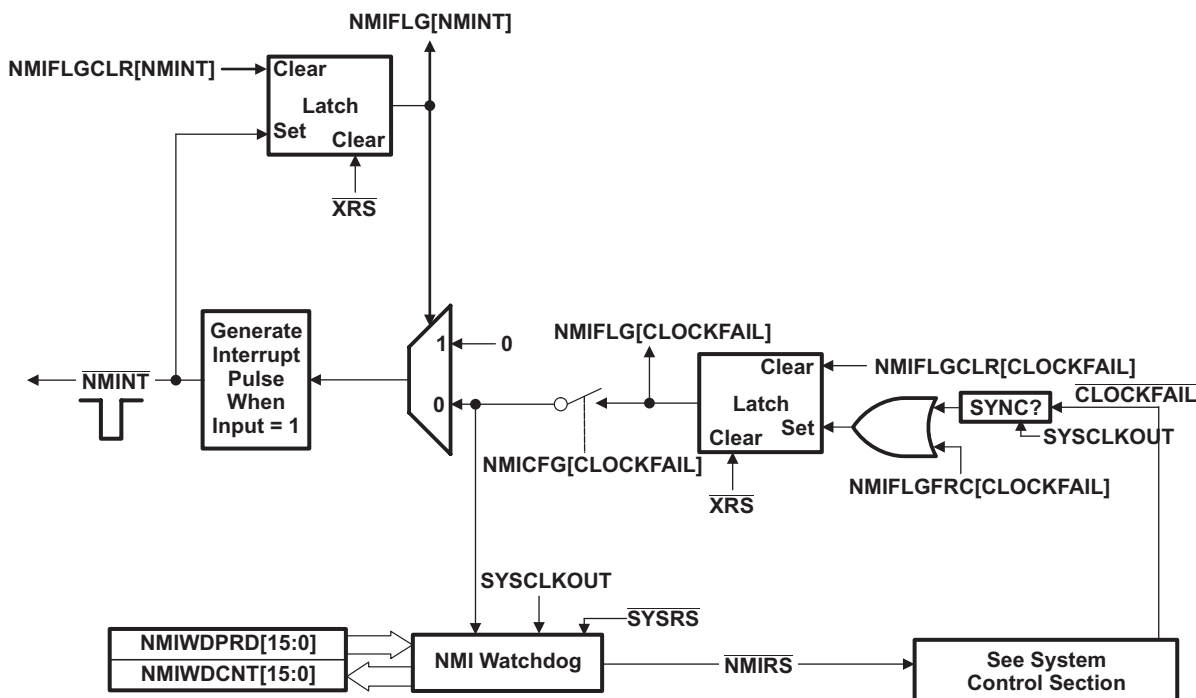 NMIFLG[NMINT]
NMIFLGCLR[NMINT]
Clear
Latch
Set
Clear
XRS
Generate
Interrupt
Pulse
When
Input = 1
NMINT
1
0
0
NMIFLG[CLOCKFAIL]
NMICFG[CLOCKFAIL]
Clear
Latch
Set
Clear
XRS
NMIFLGCLR[CLOCKFAIL]
CLOCKFAIL
SYNC?
SYSCLKOUT
NMIFLGFRC[CLOCKFAIL]
SYSCLKOUT
SYSRS
NMIWDPRD[15:0]
NMIWDCNT[15:0]
NMI Watchdog
NMIRS
See System
Control Section